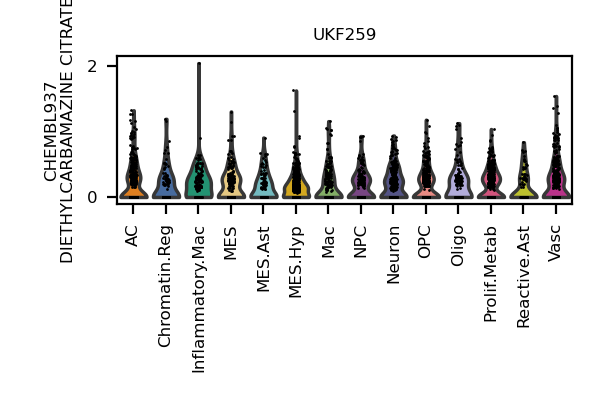 UKF259
CHEMBL937
DIETHYLCARBAMAZINE CITRATE
2
0
AC
Chromatin.Reg
Inflammatory.Mac
MES
MES.Ast
MES.Hyp
Mac
NPC
Neuron
OPC
Oligo
Prolif.Metab
Reactive.Ast
Vasc